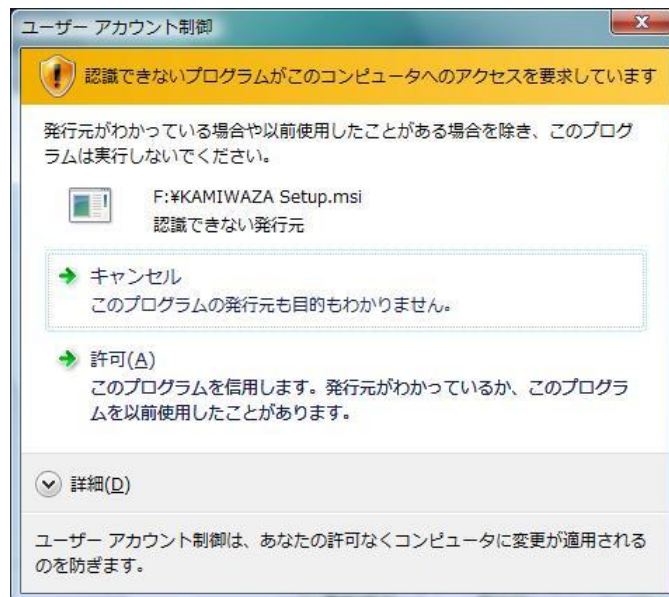 ユーザー アカウント制御
認識できないプログラムがこのコンピュータへのアクセスを要求しています
発行元がわかっている場合や以前使用したことがある場合を除き、このプログ
ラムは実行しないでください。
F:¥KAMIWAZA Setup.msi
認識できない発行元
キャンセル
このプログラムの発行元も目的もわかりません。
許可(A)
このプログラムを信用します。発行元がわかっているか、このプログラ
ムを以前使用したことがあります。
詳細(D)
ユーザー アカウント制御は、あなたの許可なくコンピュータに変更が適用される
のを防ぎます。